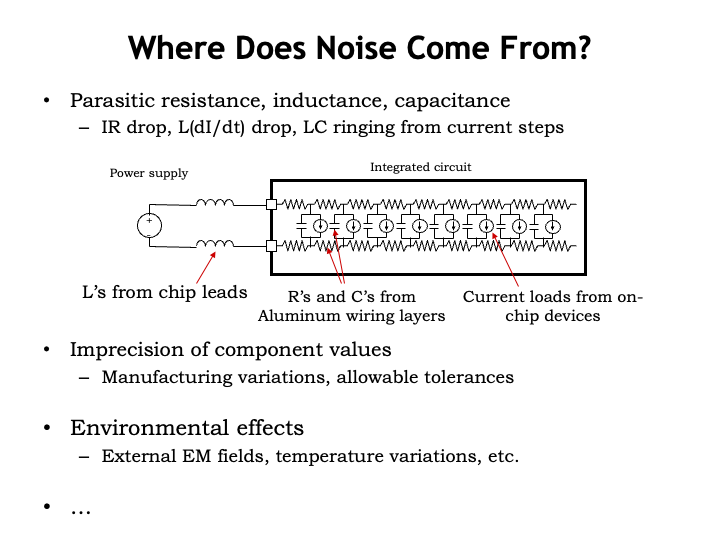 Where Does Noise Come From?
• Parasitic resistance, inductance, capacitance
– IR drop, L(dI/dt) drop, LC ringing from current steps
Power supply
Integrated circuit
+
-
L's from chip leads
R's and C's from
Aluminum wiring layers
Current loads from on-
chip devices
• Imprecision of component values
– Manufacturing variations, allowable tolerances
• Environmental effects
– External EM fields, temperature variations, etc.
• …